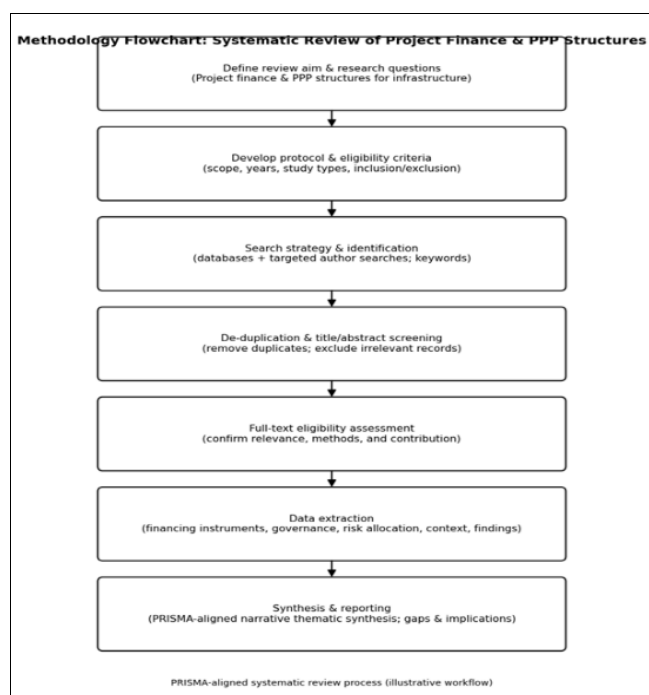 Methodology Flowchart: Systematic Review of Project Finance & PPP Structures
Define review aim & research questions
(Project finance & PPP structures for infrastructure)
Develop protocol & eligibility criteria
(scope, years, study types, inclusion/exclusion)
Search strategy & identification
(databases + targeted author searches; keywords)
De-duplication & title/abstract screening
(remove duplicates; exclude irrelevant records)
Full-text eligibility assessment
(confirm relevance, methods, and contribution)
Data extraction
(financing instruments, governance, risk allocation, context, findings)
Synthesis & reporting
(PRISMA-aligned narrative thematic synthesis; gaps & implications)
PRISMA-aligned systematic review process (illustrative workflow)